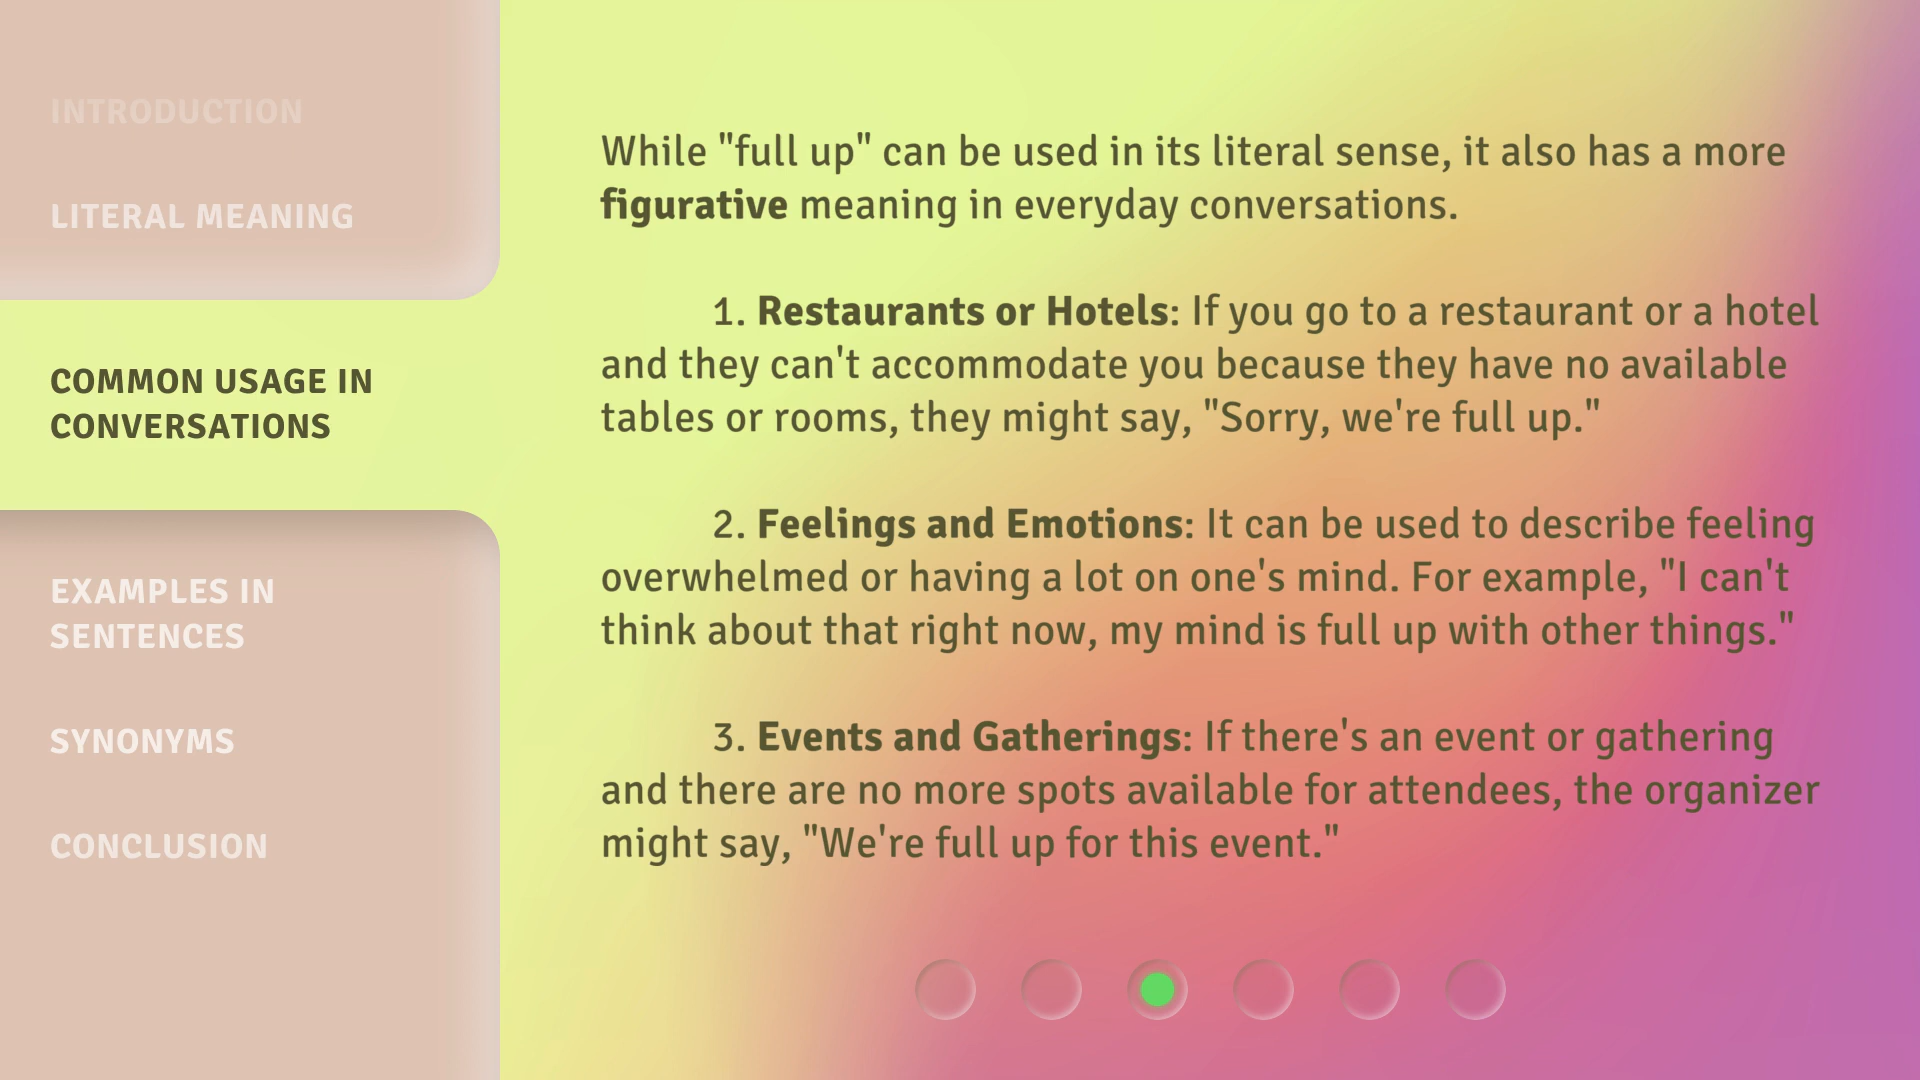 INTRODUCTION
LITERAL MEANING
COMMON USAGE IN
CONVERSATIONS
EXAMPLES IN
SENTENCES
SYNONYMS
CONCLUSION
While "full up" can be used in its literal sense, it also has a more
figurative meaning in everyday conversations.
1. Restaurants or Hotels: If you go to a restaurant or a hotel
and they can't accommodate you because they have no available
tables or rooms, they might say, "Sorry, we're full up."
2. Feelings and Emotions: It can be used to describe feeling
overwhelmed or having a lot on one's mind. For example, "I can't
think about that right now, my mind is full up with other things."
3. Events and Gatherings: If there's an event or gathering
and there are no more spots available for attendees, the organizer
might say, "We're full up for this event."